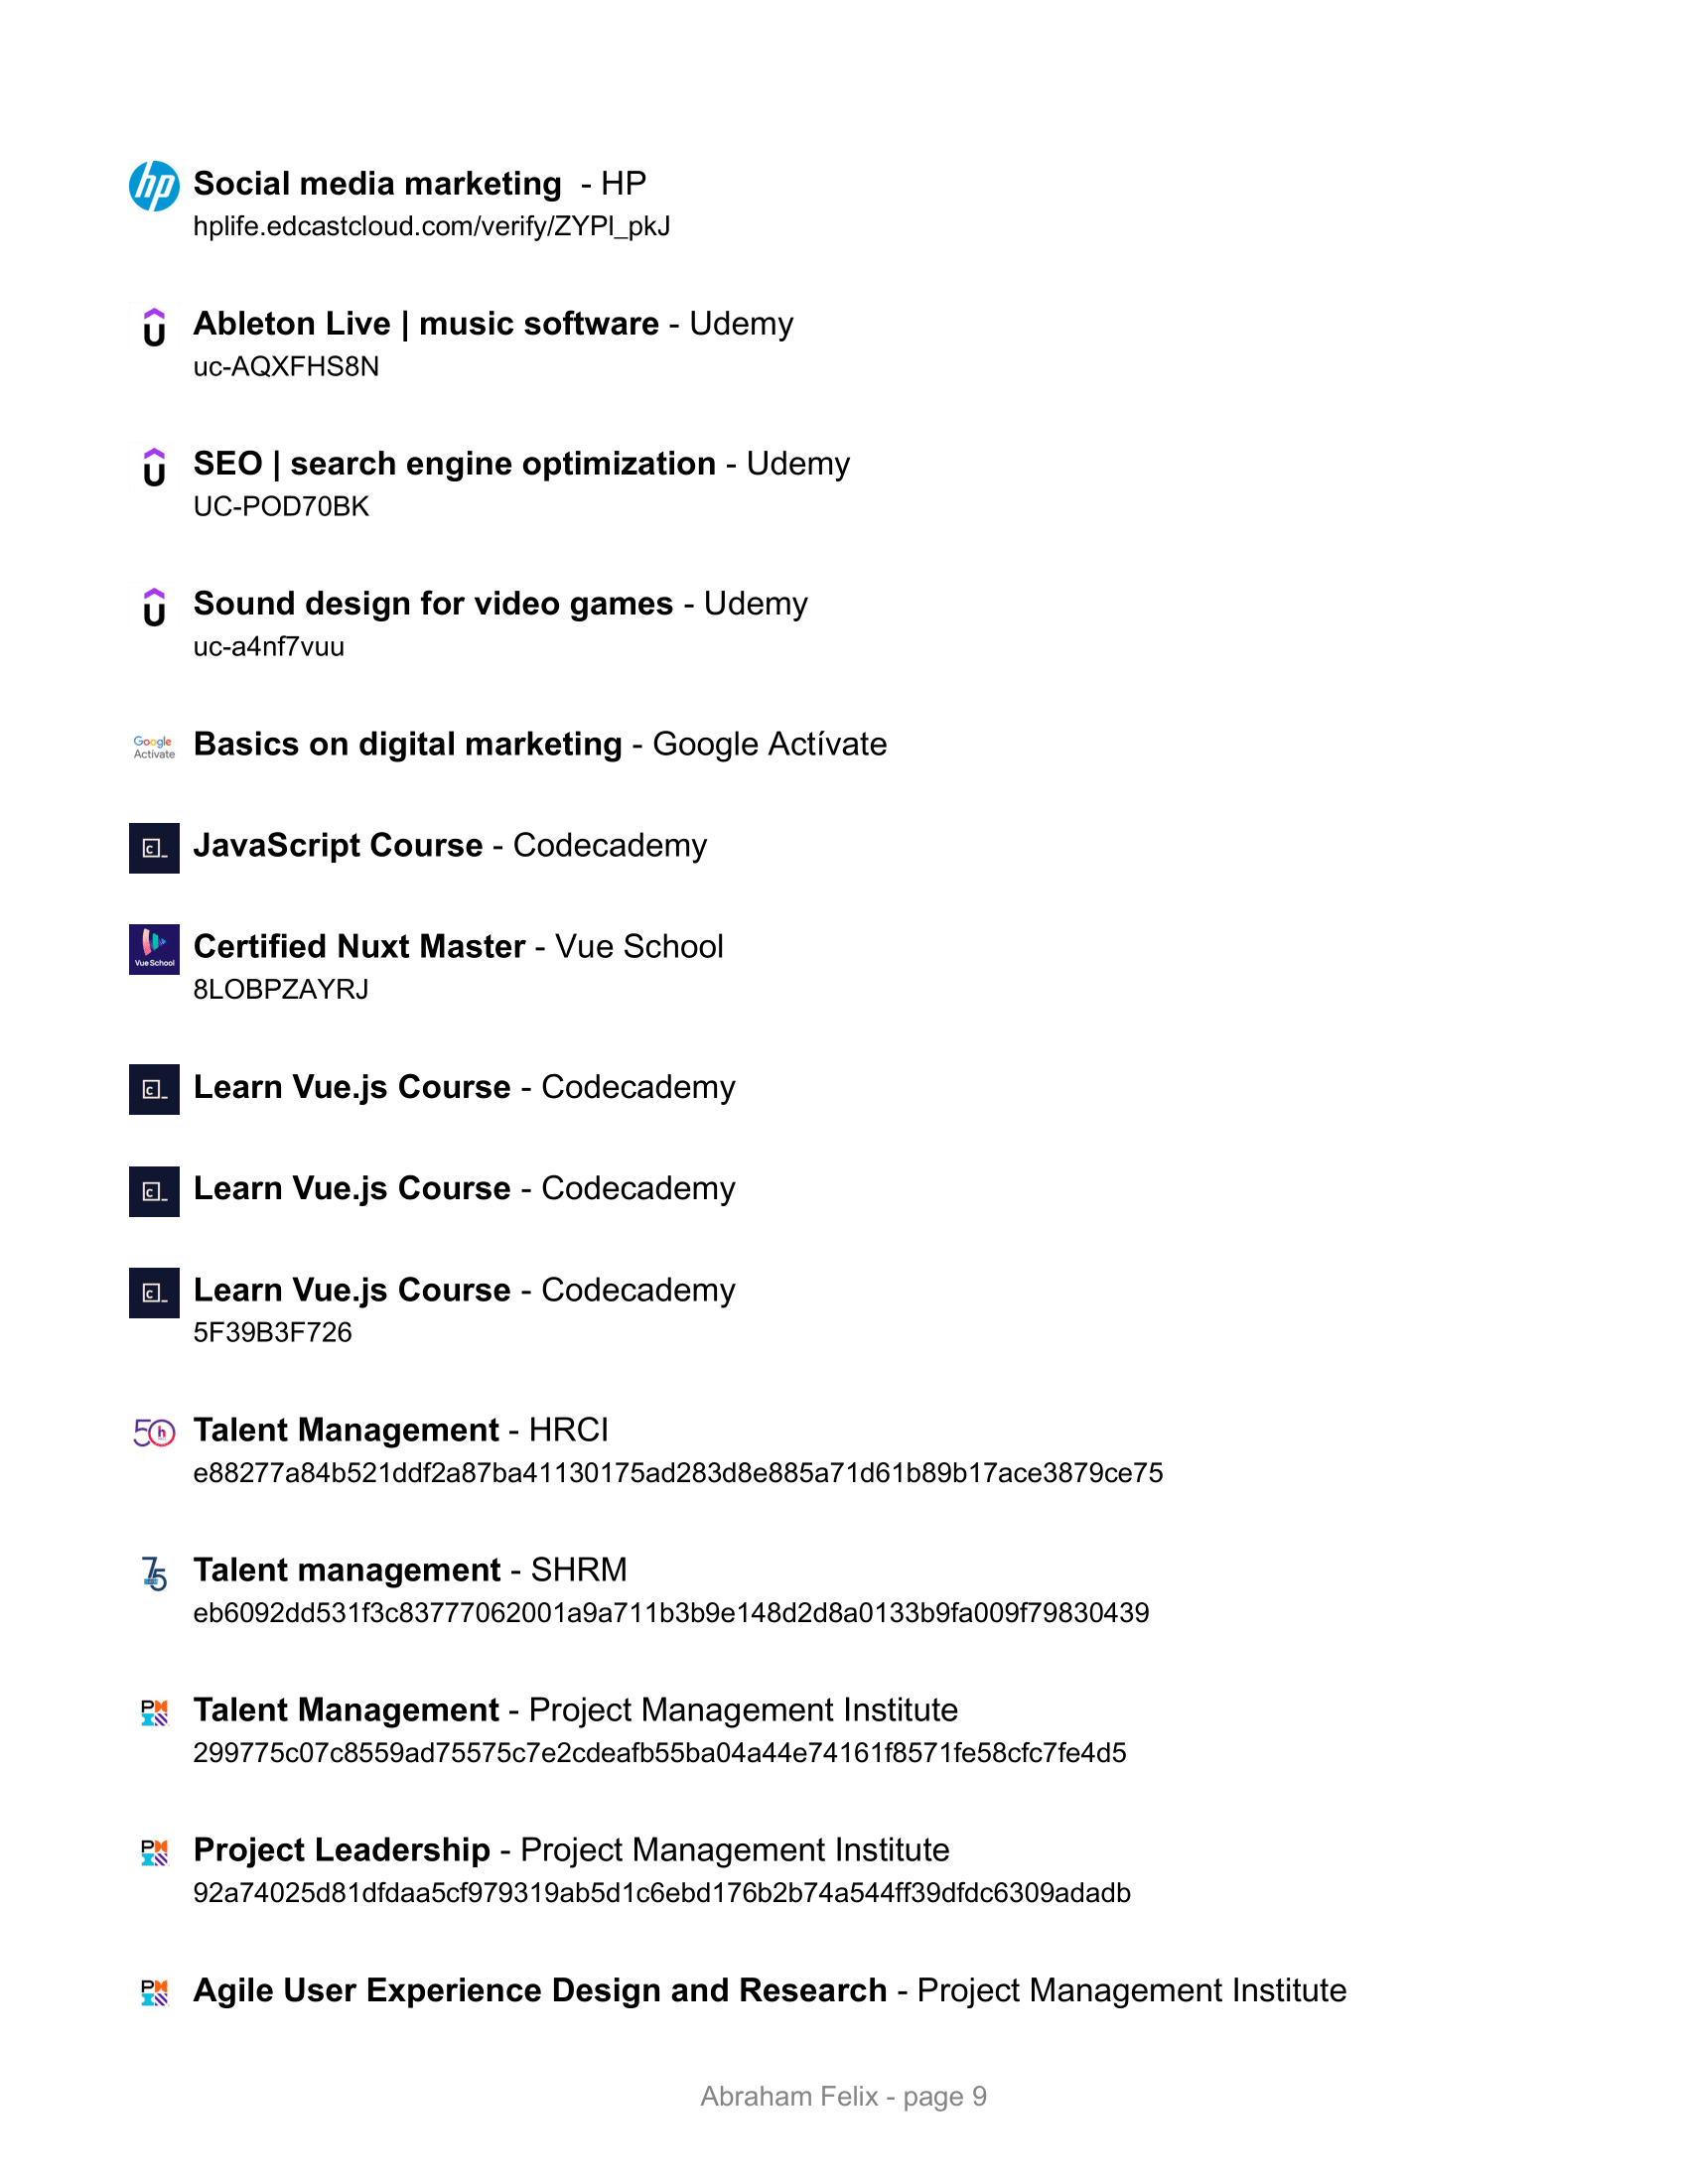 hp Social media marketing - HP
hplife.edcastcloud.com/verify/ZYPl_pkJ
Ableton Live | music software - Udemy
uc-AQXFHS8N
SEO | search engine optimization - Udemy
UC-POD70BK
Sound design for video games - Udemy
uc-a4nf7vuu
Google
Actívate
Basics on digital marketing - Google Actívate
JavaScript Course - Codecademy
Certified Nuxt Master - Vue School
Vue School
8LOBPZAYRJ
Learn Vue.js Course - Codecademy
Learn Vue.js Course - Codecademy
Learn Vue.js Course - Codecademy
5F39B3F726
50 h Talent Management - HRCI
e88277a84b521ddf2a87ba41130175ad283d8e885a71d61b89b17ace3879ce75
75 Talent management - SHRM
eb6092dd531f3c83777062001a9a711b3b9e148d2d8a0133b9fa009f79830439
Talent Management - Project Management Institute
299775c07c8559ad75575c7e2cdeafb55ba04a44e74161f8571fe58cfc7fe4d5
Project Leadership - Project Management Institute
92a74025d81dfdaa5cf979319ab5d1c6ebd176b2b74a544ff39dfdc6309adadb
Agile User Experience Design and Research - Project Management Institute
Abraham Felix - page 9